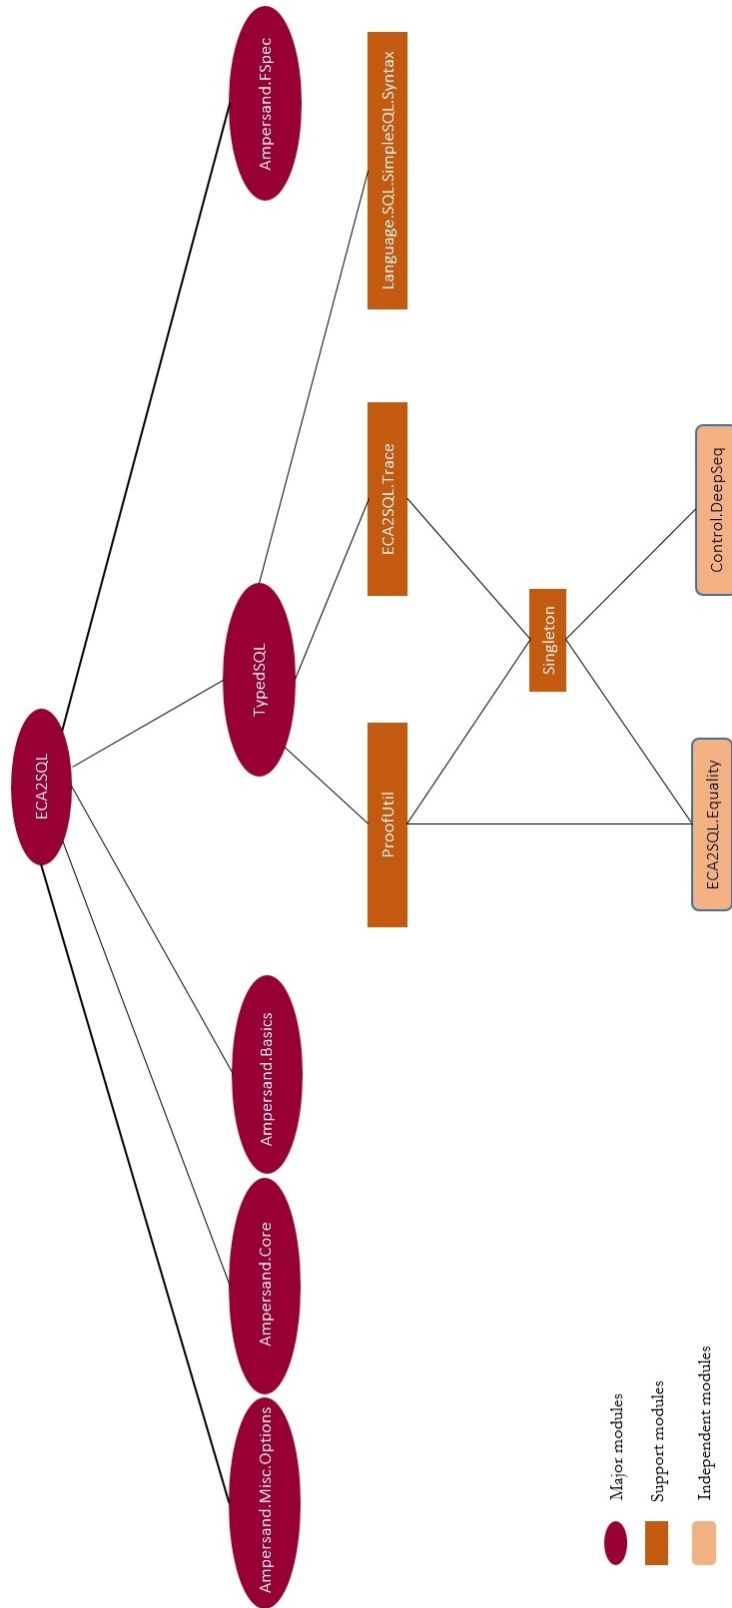 ECA2SQL
Ampersand.Misc.Options
Ampersand.Core
Ampersand.Basics
TypedSQL
Ampersand.FSpec
ProofUtil
ECA2SQL.Trace
Language.SQL.SimpleSQL.Syntax
Singleton
ECA2SQL.Equality
Control.DeepSeq
Major modules
Support modules
Independent modules